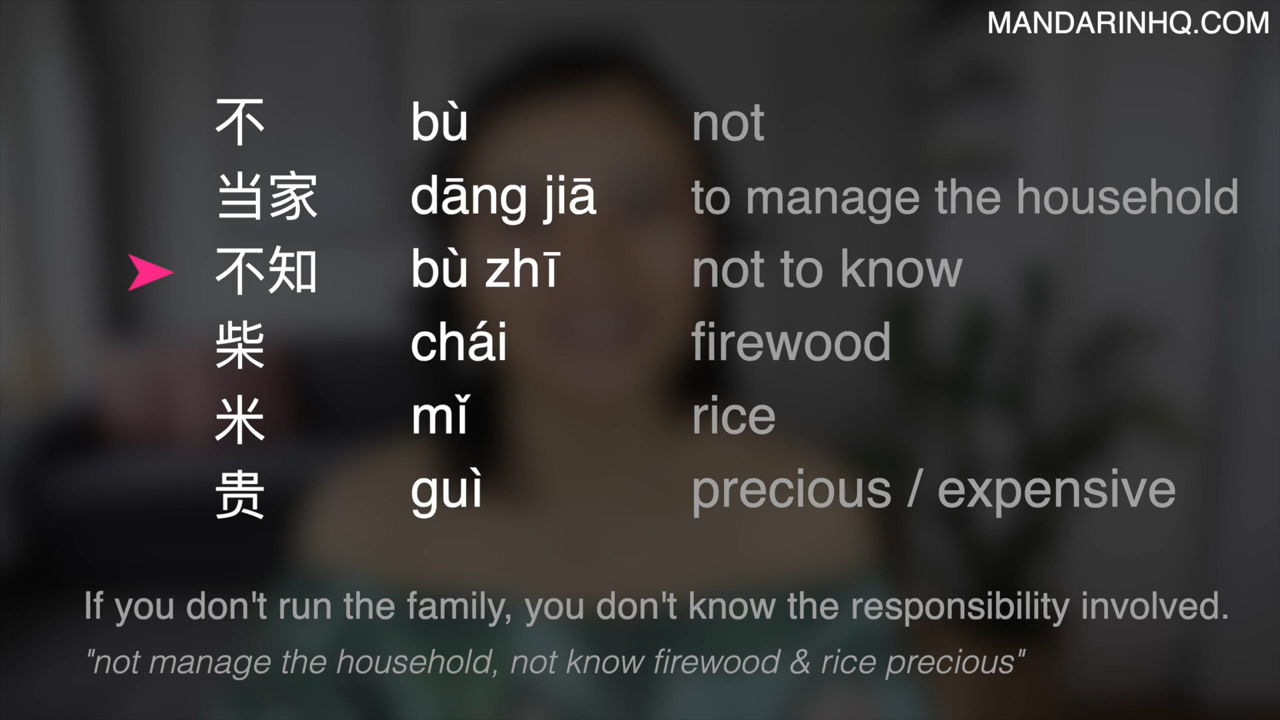 MANDARINHQ.COM
不 bù not
当家 dāng jiā to manage the household
不知 bù zhī not to know
柴 chái firewood
米 mǐ rice
贵 guì precious / expensive
If you don't run the family, you don't know the responsibility involved.
"not manage the household, not know firewood & rice precious"